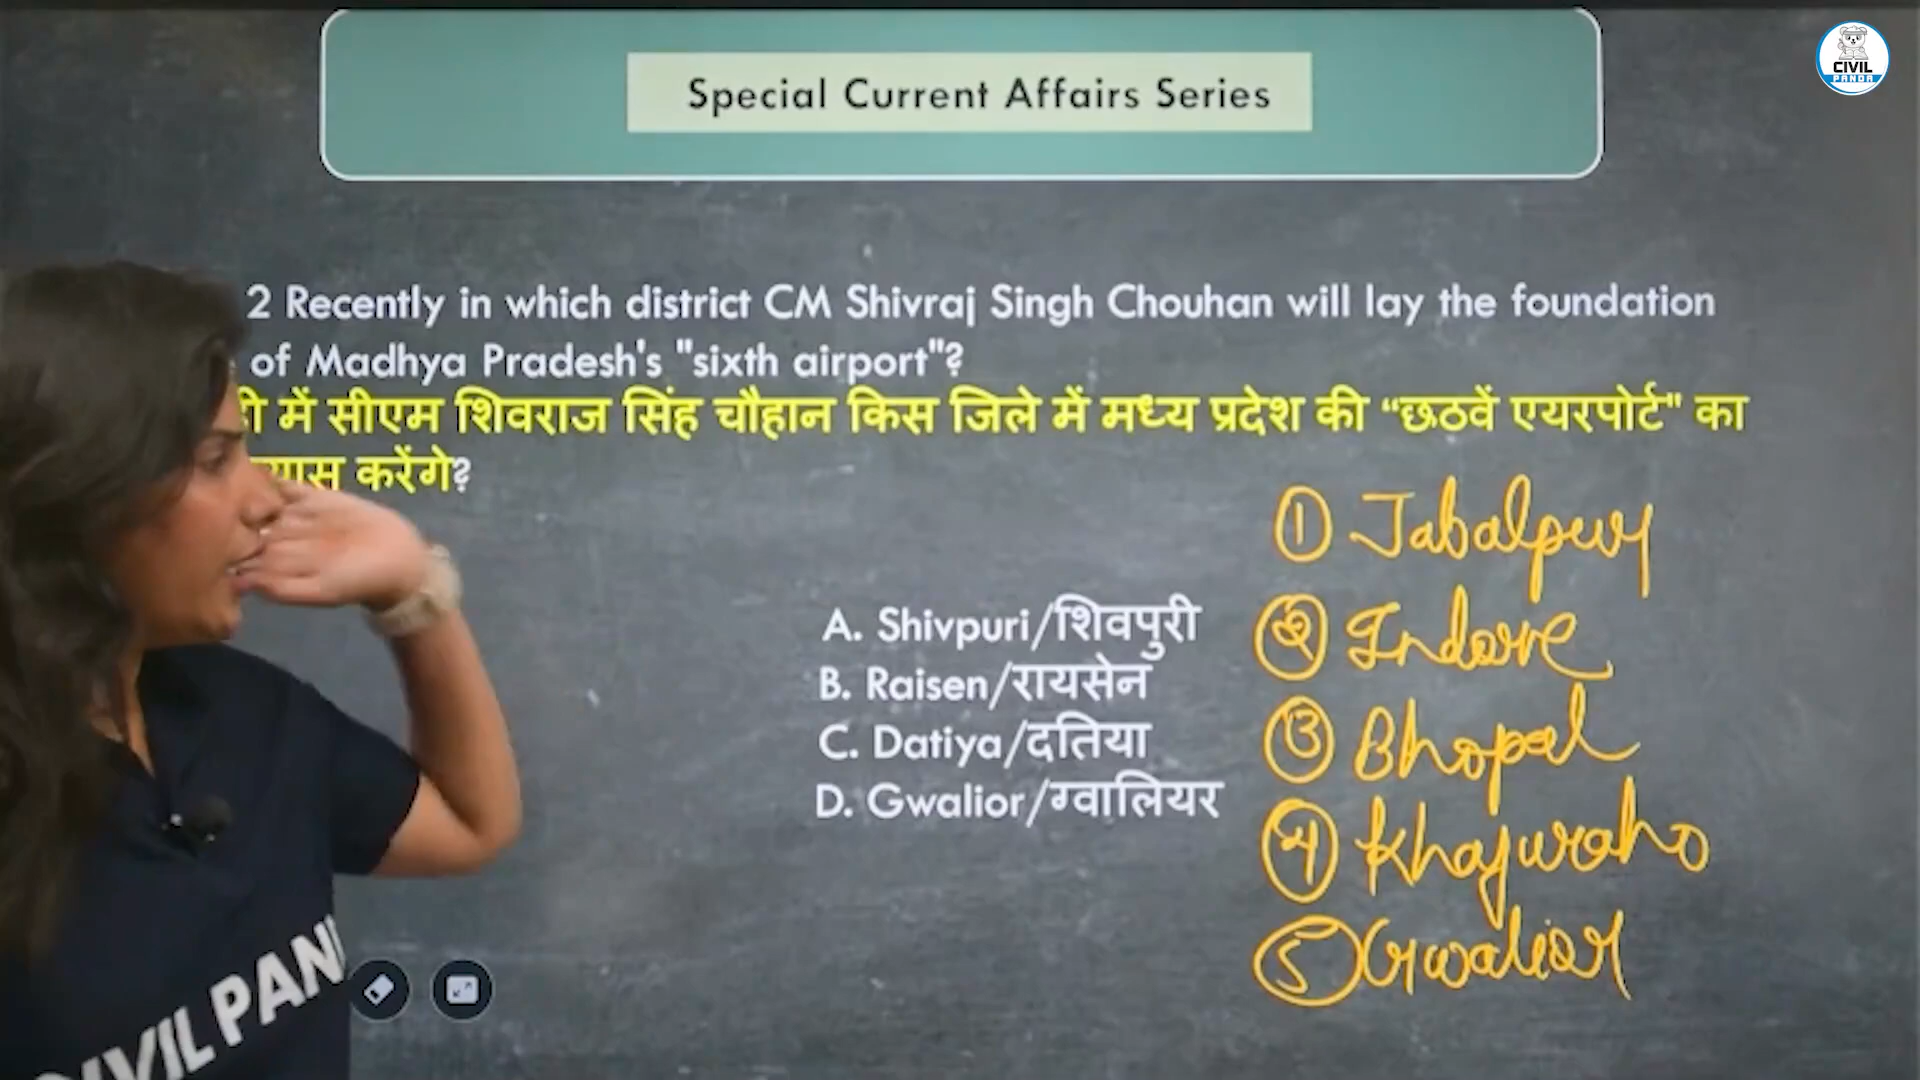 Special Current Affairs Series
CIVIL
PANDA
2 Recently in which district CM Shivraj Singh Chouhan will lay the foundation
of Madhya Pradesh's "sixth airport"?
में सीएम शिवराज सिंह चौहान किस जिले में मध्य प्रदेश की “छठवें एयरपोर्ट" का
करेंगे?
A. Shivpuri/शिवपुरी
B. Raisen/रायसेन
C. Datiya/दतिया
D. Gwalior/ग्वालियर
① Jabalpur
② Indore
③ Bhopal
④ Khajuraho
⑤ Gwalior
CIVIL PAN